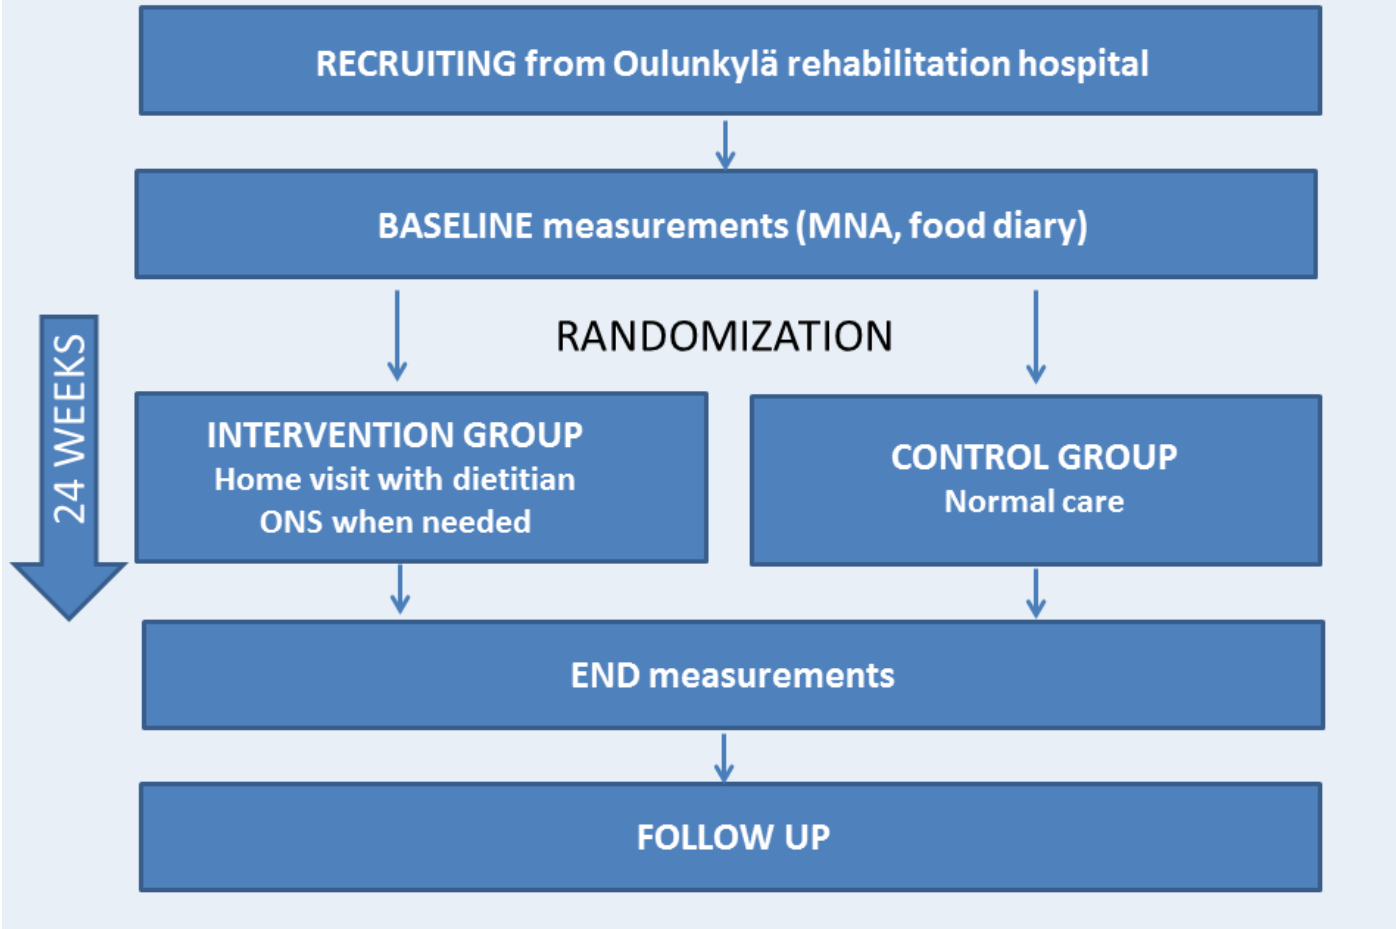 RECRUITING from Oulunkylä rehabilitation hospital
BASELINE measurements (MNA, food diary)
RANDOMIZATION
24 WEEKS
INTERVENTION GROUP
Home visit with dietitian
ONS when needed
CONTROL GROUP
Normal care
END measurements
FOLLOW UP